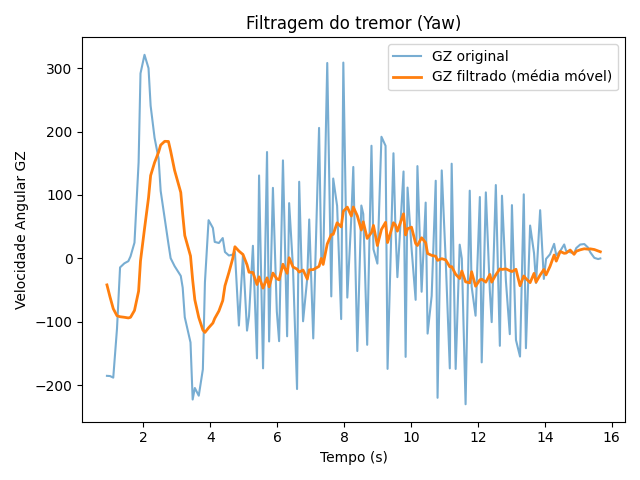 Filtragem do tremor (Yaw)
GZ original
GZ filtrado (média móvel)
Velocidade Angular GZ
300
200
100
0
−100
−200
2 4 6 8 10 12 14 16
Tempo (s)